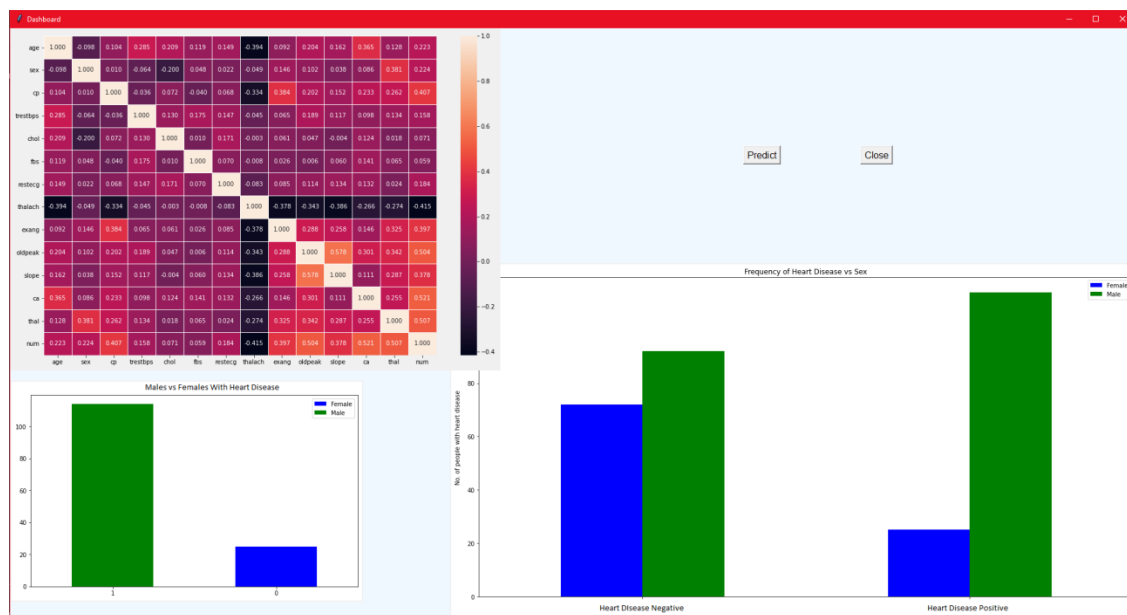 Dashboard
age 1.000 -0.098 0.104 0.285 0.209 0.119 0.149 -0.394 0.092 0.204 0.162 0.365 0.128 0.223
sex -0.098 1.000 0.010 -0.064 -0.200 0.048 0.022 -0.049 0.146 0.102 0.038 0.086 0.381 0.224
cp 0.104 0.010 1.000 -0.036 0.072 -0.040 0.068 -0.334 0.384 0.202 0.152 0.233 0.262 0.407
trestbps 0.285 -0.064 -0.036 1.000 0.130 0.175 0.147 -0.045 0.065 0.189 0.117 0.098 0.134 0.158
chol 0.209 -0.200 0.072 0.130 1.000 0.010 0.171 -0.003 0.061 0.047 -0.004 0.124 0.018 0.071
fbs 0.119 0.048 -0.040 0.175 0.010 1.000 0.070 -0.008 0.026 0.006 0.060 0.141 0.065 0.059
restecg 0.149 0.022 0.068 0.147 0.171 0.070 1.000 -0.083 0.085 0.114 0.134 0.132 0.024 0.184
thalach -0.394 -0.049 -0.334 -0.045 -0.003 -0.008 -0.083 1.000 -0.378 -0.343 -0.386 -0.266 -0.274 -0.415
exang 0.092 0.146 0.384 0.065 0.061 0.026 0.085 -0.378 1.000 0.288 0.258 0.146 0.325 0.397
oldpeak 0.204 0.102 0.202 0.189 0.047 0.006 0.114 -0.343 0.288 1.000 0.578 0.301 0.342 0.504
slope 0.162 0.038 0.152 0.117 -0.004 0.060 0.134 -0.386 0.258 0.578 1.000 0.111 0.287 0.378
ca 0.365 0.086 0.233 0.098 0.124 0.141 0.132 -0.266 0.146 0.301 0.111 1.000 0.255 0.521
thal 0.128 0.381 0.262 0.134 0.018 0.065 0.024 -0.274 0.325 0.342 0.287 0.255 1.000 0.507
num 0.223 0.224 0.407 0.158 0.071 0.059 0.184 -0.415 0.397 0.504 0.378 0.521 0.507 1.000
age sex cp trestbps chol fbs restecg thalach exang oldpeak slope ca thal num
1.0
0.8
0.6
0.4
0.2
0.0
-0.2
-0.4
Predict Close
Males vs Females With Heart Disease
Female
Male
100
80
60
40
20
0
1 0
Frequency of Heart Disease vs Sex
Female
Male
No. of people with heart disease
80
60
40
20
0
Heart Disease Negative Heart Disease Positive